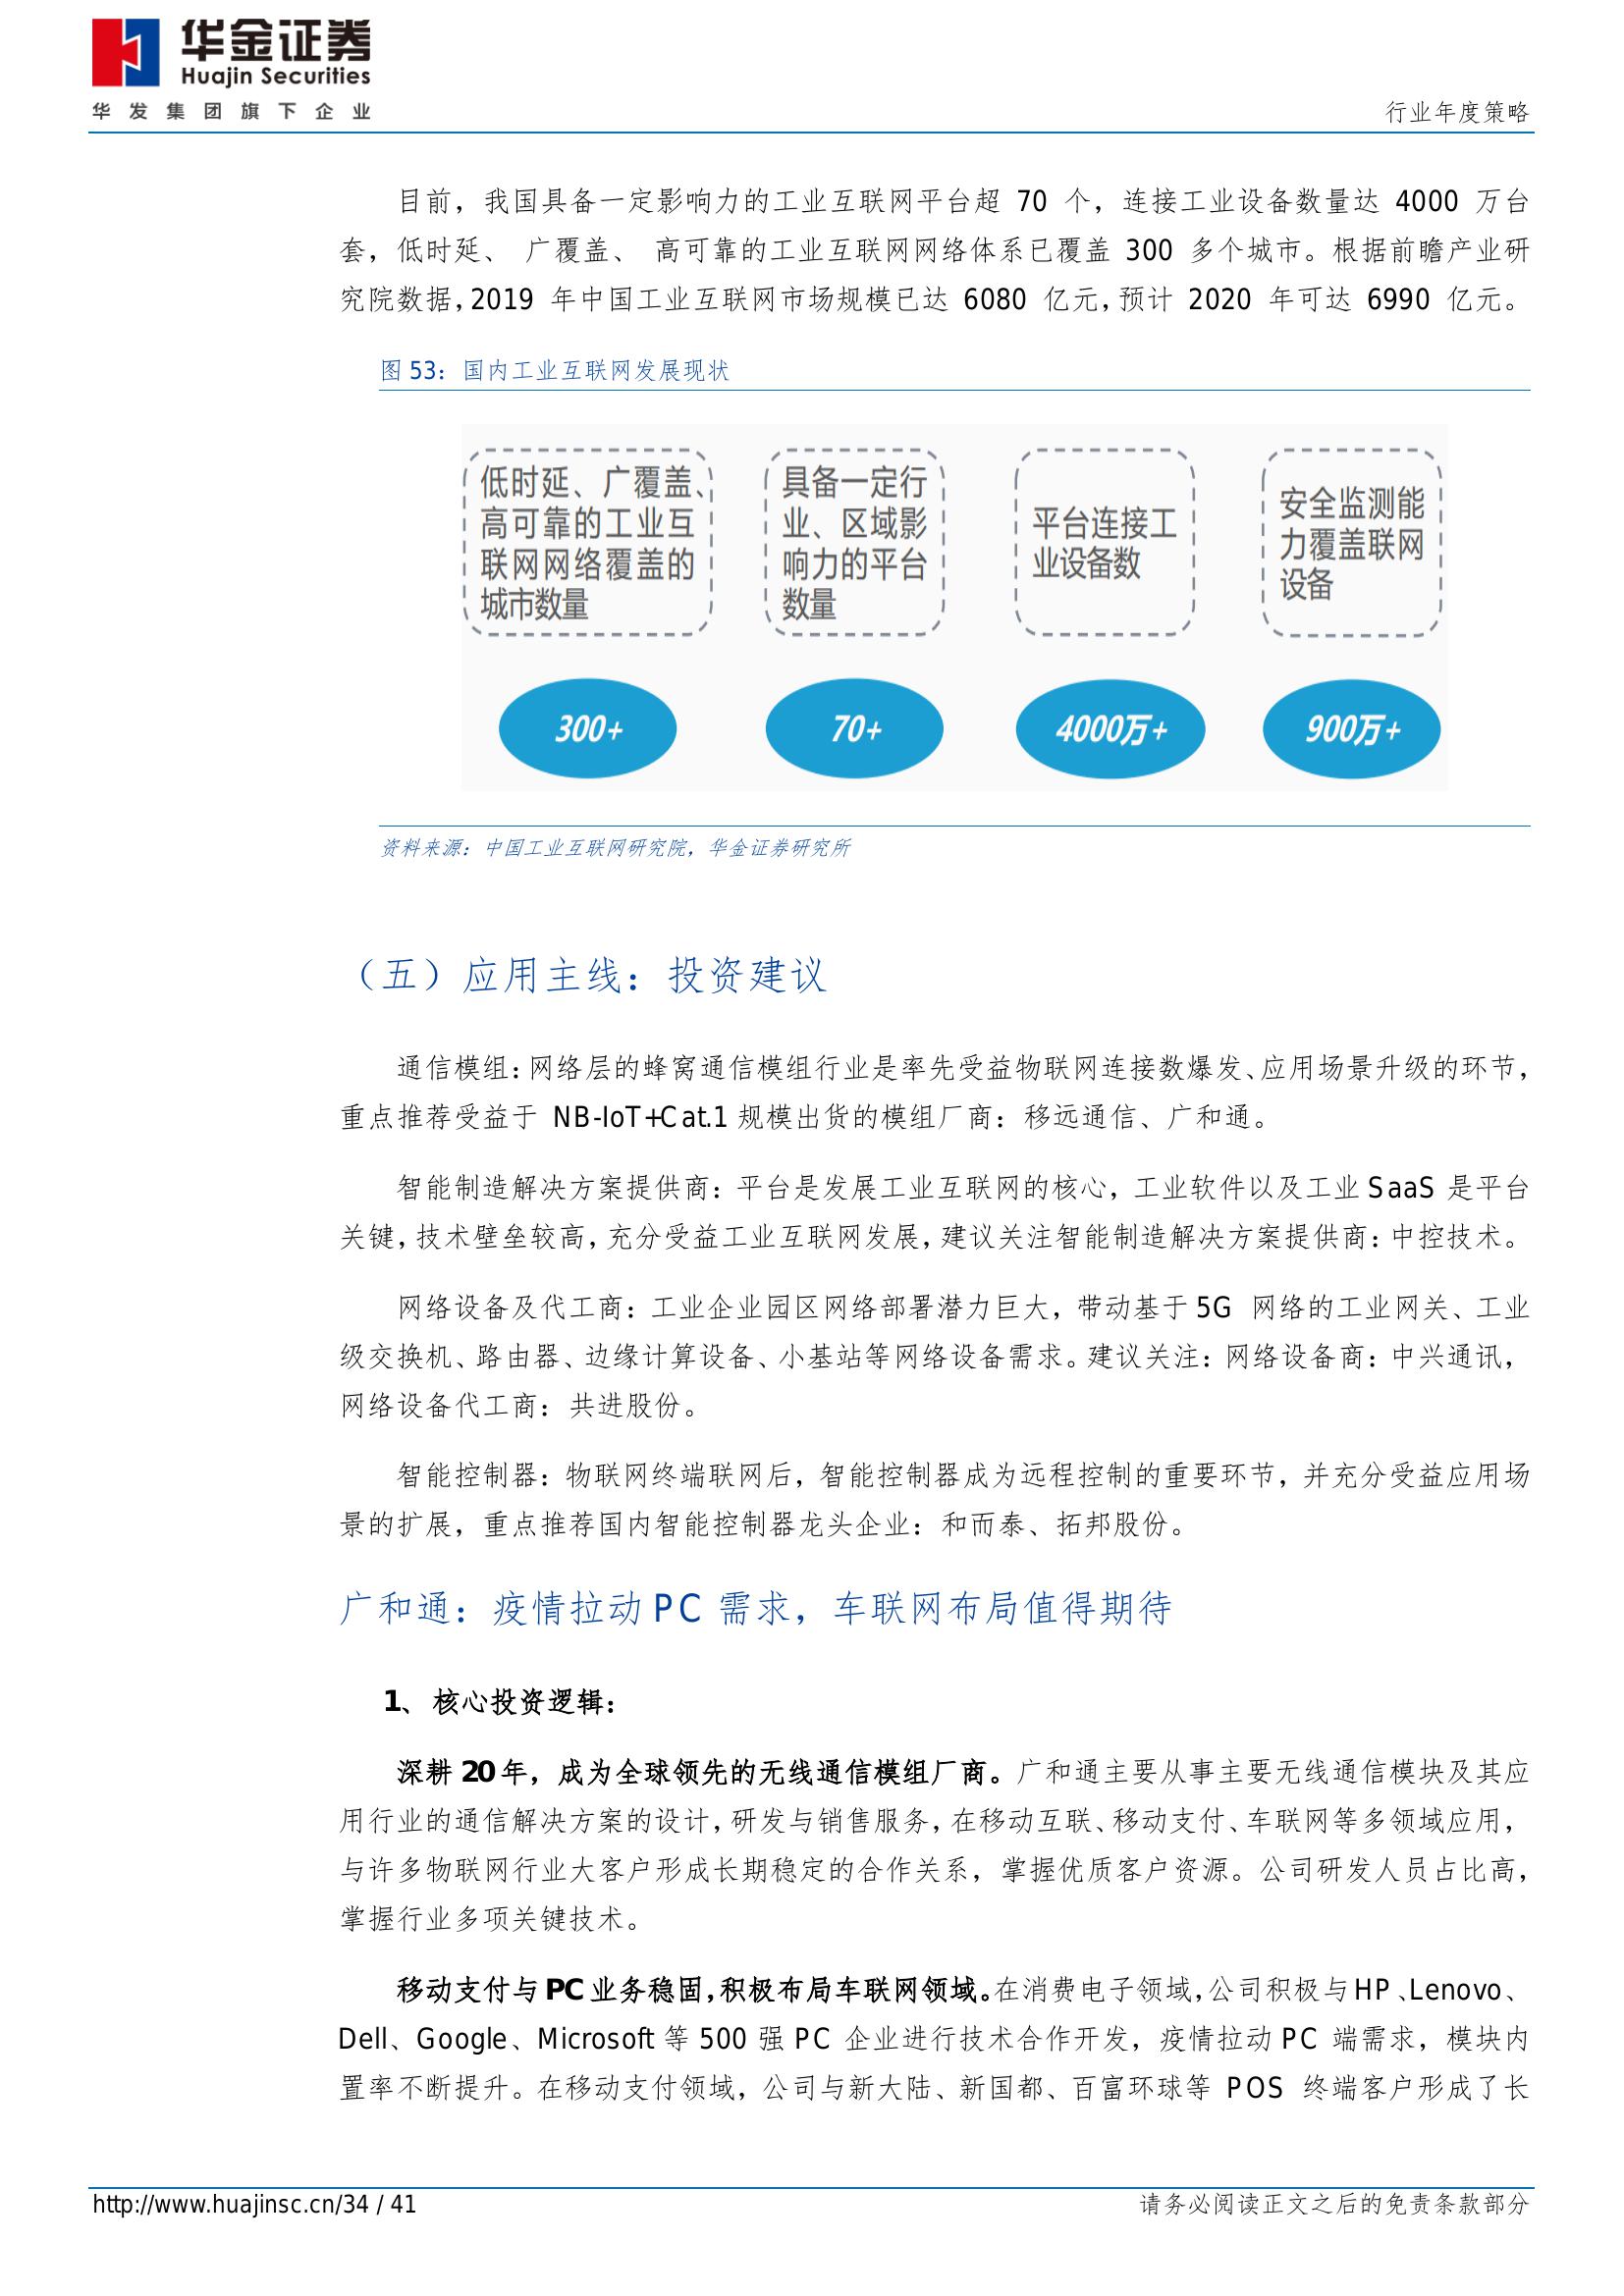 华金证券
Huajin Securities
华发集团旗下企业
行业年度策略
目前，我国具备一定影响力的工业互联网平台超 70 个，连接工业设备数量达 4000 万台
套，低时延、 广覆盖、 高可靠的工业互联网网络体系已覆盖 300 多个城市。根据前瞻产业研
究院数据，2019 年中国工业互联网市场规模已达 6080 亿元，预计 2020 年可达 6990 亿元。
图 53：国内工业互联网发展现状
低时延、广覆盖、
高可靠的工业互
联网网络覆盖的
城市数量
具备一定行
业、区域影
响力的平台
数量
平台连接工
业设备数
安全监测能
力覆盖联网
设备
300+
70+
4000万+
900万+
资料来源：中国工业互联网研究院，华金证券研究所
（五）应用主线：投资建议
通信模组：网络层的蜂窝通信模组行业是率先受益物联网连接数爆发、应用场景升级的环节，
重点推荐受益于 NB-IoT+Cat.1 规模出货的模组厂商：移远通信、广和通。
智能制造解决方案提供商：平台是发展工业互联网的核心，工业软件以及工业 SaaS 是平台
关键，技术壁垒较高，充分受益工业互联网发展，建议关注智能制造解决方案提供商：中控技术。
网络设备及代工商：工业企业园区网络部署潜力巨大，带动基于 5G 网络的工业网关、工业
级交换机、路由器、边缘计算设备、小基站等网络设备需求。建议关注：网络设备商：中兴通讯，
网络设备代工商：共进股份。
智能控制器：物联网终端联网后，智能控制器成为远程控制的重要环节，并充分受益应用场
景的扩展，重点推荐国内智能控制器龙头企业：和而泰、拓邦股份。
广和通：疫情拉动 PC 需求，车联网布局值得期待
1、核心投资逻辑：
深耕 20 年，成为全球领先的无线通信模组厂商。广和通主要从事主要无线通信模块及其应
用行业的通信解决方案的设计，研发与销售服务，在移动互联、移动支付、车联网等多领域应用，
与许多物联网行业大客户形成长期稳定的合作关系，掌握优质客户资源。公司研发人员占比高，
掌握行业多项关键技术。
移动支付与 PC 业务稳固，积极布局车联网领域。在消费电子领域，公司积极与 HP、Lenovo、
Dell、Google、Microsoft 等 500 强 PC 企业进行技术合作开发，疫情拉动 PC 端需求，模块内
置率不断提升。在移动支付领域，公司与新大陆、新国都、百富环球等 POS 终端客户形成了长
http://www.huajinsc.cn/34 / 41
请务必阅读正文之后的免责条款部分